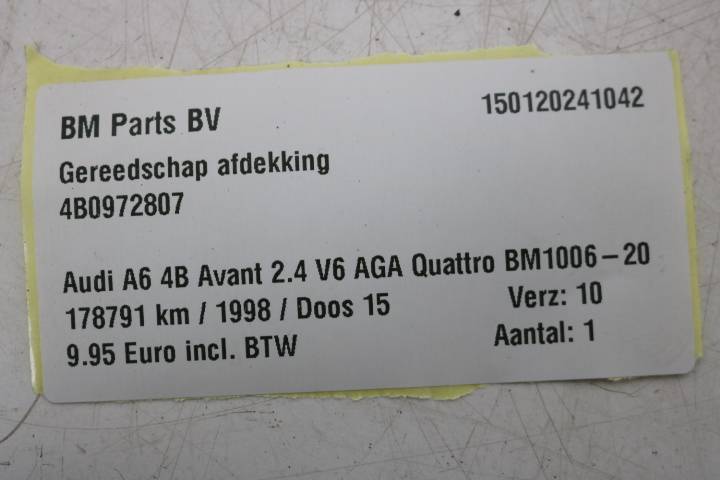 BM Parts BV 150120241042
Gereedschap afdekking
4B0972807
Audi A6 4B Avant 2.4 V6 AGA Quattro BM1006-20
178791 km / 1998 / Doos 15 Verz: 10
9.95 Euro incl. BTW Aantal: 1